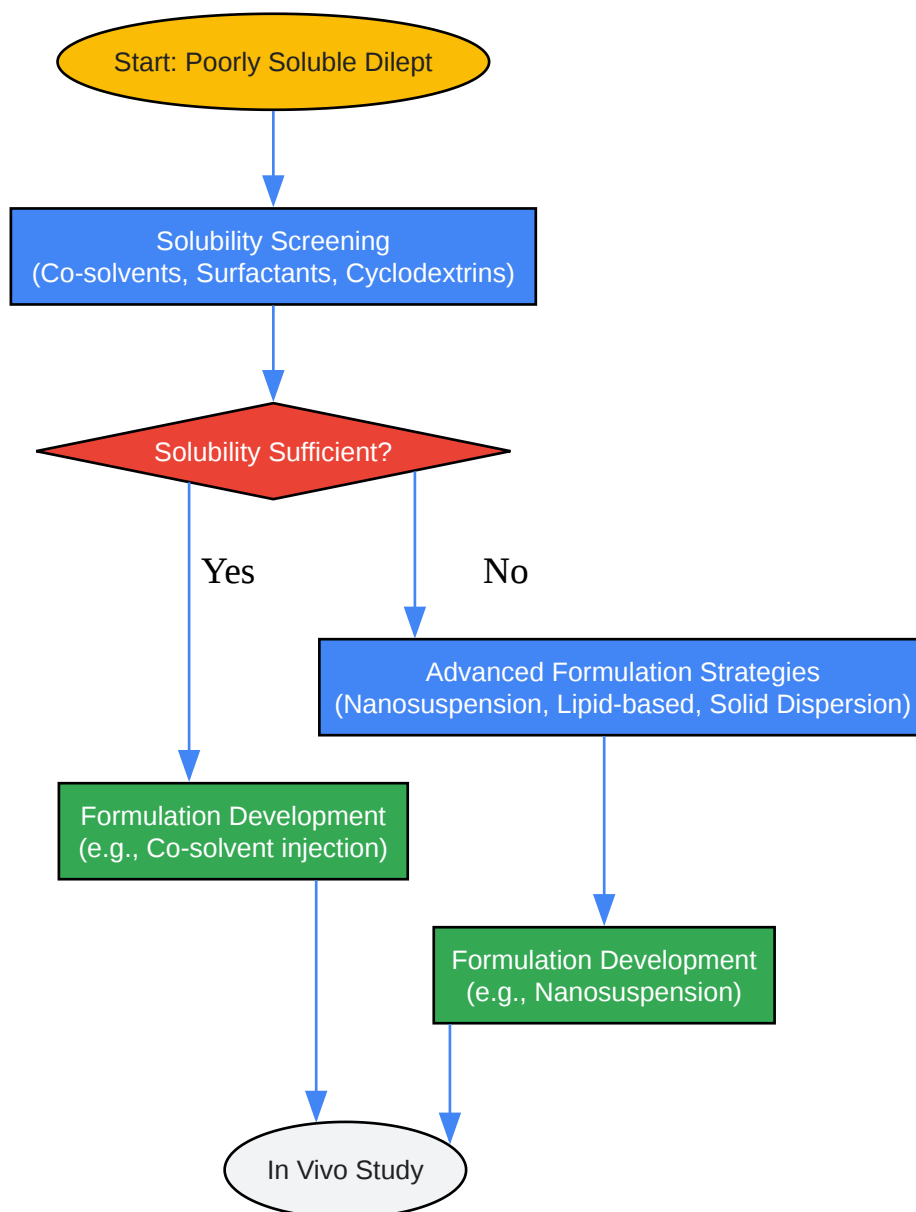 Start: Poorly Soluble Dilept
Solubility Screening
(Co-solvents, Surfactants, Cyclodextrins)
Solubility Sufficient?
Yes
No
Advanced Formulation Strategies
(Nanosuspension, Lipid-based, Solid Dispersion)
Formulation Development
(e.g., Co-solvent injection)
Formulation Development
(e.g., Nanosuspension)
In Vivo Study